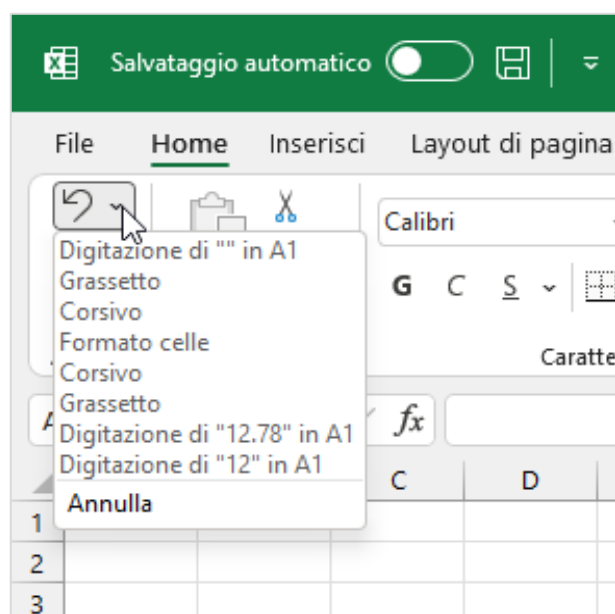 Salvataggio automatico
File Home Inserisci Layout di pagina
Calibri
Digitazione di "" in A1
Grassetto
Corsivo
Formato celle
Corsivo
Grassetto
Digitazione di "12.78" in A1
Digitazione di "12" in A1
Annulla
G C S
Caratte
A
fx
C D
1
2
3